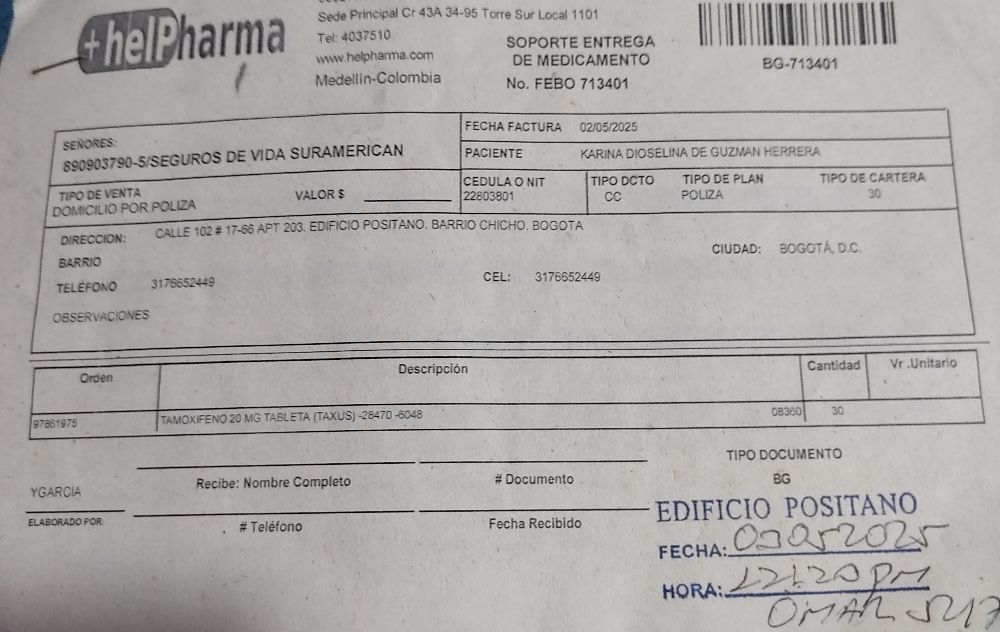 +helPharma
Sede Principal Cr 43A 34-95 Torre Sur Local 1101
Tel: 4037510
www.helpharma.com
Medellin-Colombia
SOPORTE ENTREGA
DE MEDICAMENTO
No. FEBO 713401
BG-713401
SEÑORES:
890903790-5/SEGUROS DE VIDA SURAMERICAN
FECHA FACTURA 02/05/2025
PACIENTE KARINA DIOSELINA DE GUZMAN HERRERA
TIPO DE VENTA
DOMICILIO POR POLIZA
VALOR $
CEDULA O NIT
22803801
TIPO DCTO
CC
TIPO DE PLAN
POLIZA
TIPO DE CARTERA
30
DIRECCION: CALLE 102 # 17-66 APT 203. EDIFICIO POSITANO. BARRIO CHICHO. BOGOTA
BARRIO
CIUDAD: BOGOTÁ, D.C.
TELÉFONO 3176652449
CEL: 3176652449
OBSERVACIONES
Orden Descripción Cantidad Vr .Unitario
97861975 TAMOXIFENO 20 MG TABLETA (TAXUS) -28470 -6048 08360 30
TIPO DOCUMENTO
BG
YGARCIA
ELABORADO POR:
Recibe: Nombre Completo
# Documento
# Teléfono
Fecha Recibido
EDIFICIO POSITANO
FECHA: 03052025
HORA: 12:20 PM
OMAR